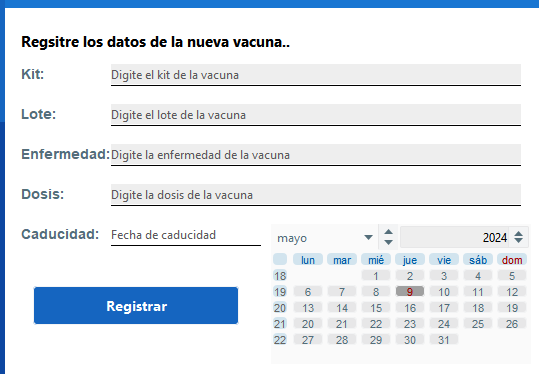 Regsitre los datos de la nueva vacuna..
Kit: Digite el kit de la vacuna
Lote: Digite el lote de la vacuna
Enfermedad: Digite la enfermedad de la vacuna
Dosis: Digite la dosis de la vacuna
Caducidad: Fecha de caducidad
mayo 2024
lun mar mié jue vie sáb dom
18 1 2 3 4 5
19 6 7 8 9 10 11 12
20 13 14 15 16 17 18 19
21 20 21 22 23 24 25 26
22 27 28 29 30 31
Registrar